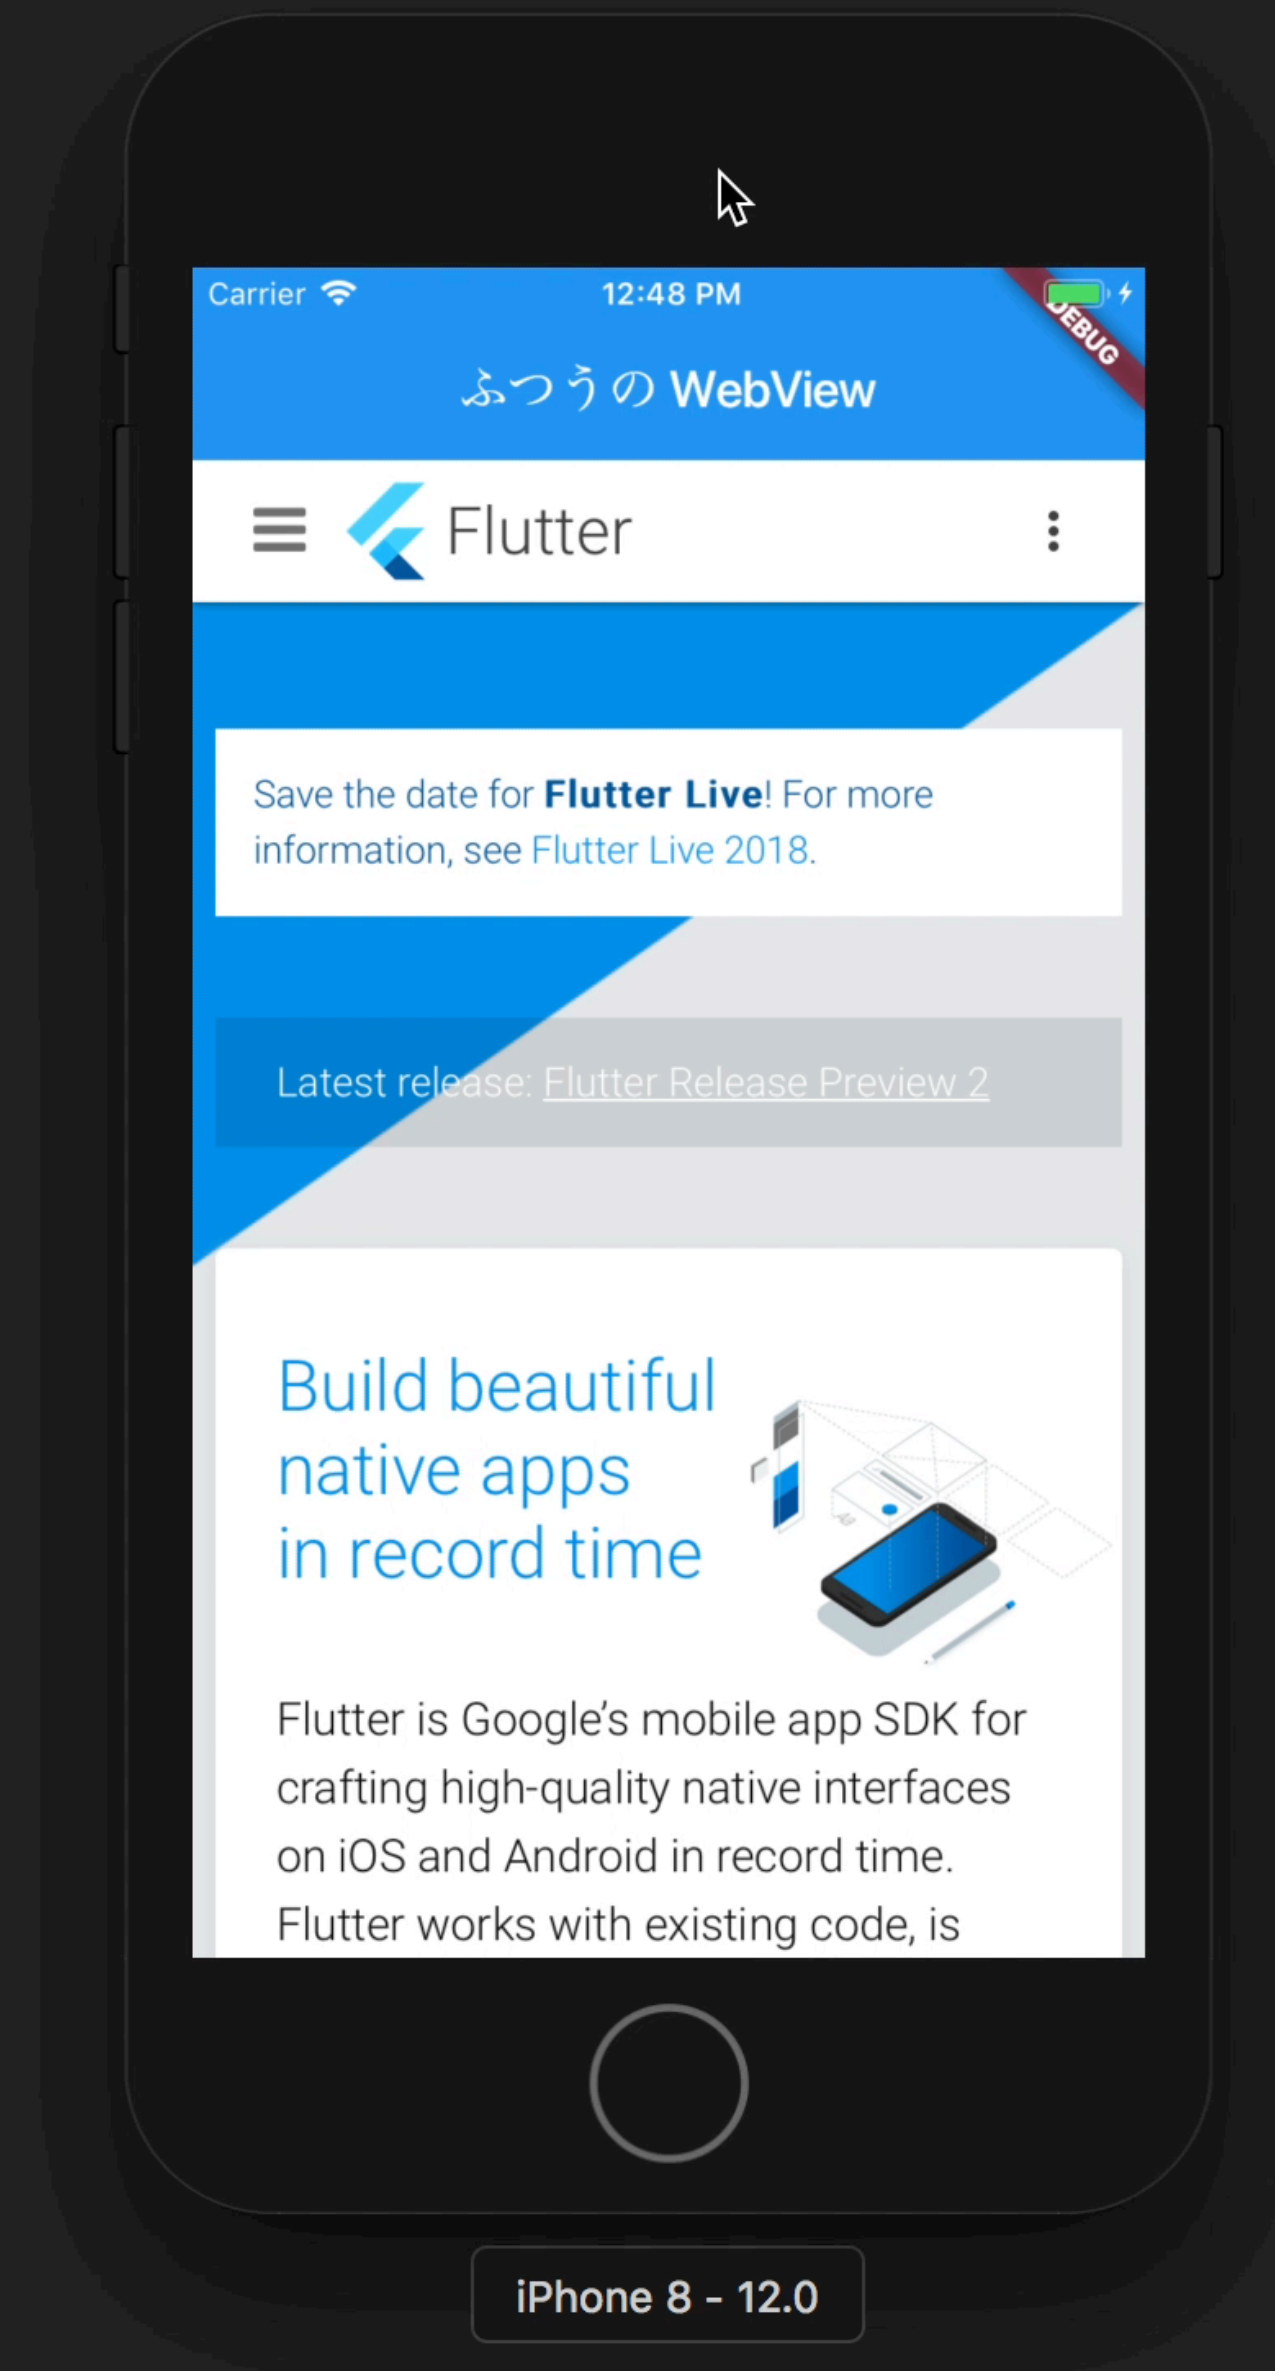 Carrier 12:48 PM
DEBUG
ふつうの WebView
Flutter
Save the date for Flutter Live! For more
information, see Flutter Live 2018.
Latest release: Flutter Release Preview 2
Build beautiful
native apps
in record time
Flutter is Google’s mobile app SDK for
crafting high-quality native interfaces
on iOS and Android in record time.
Flutter works with existing code, is
iPhone 8 - 12.0